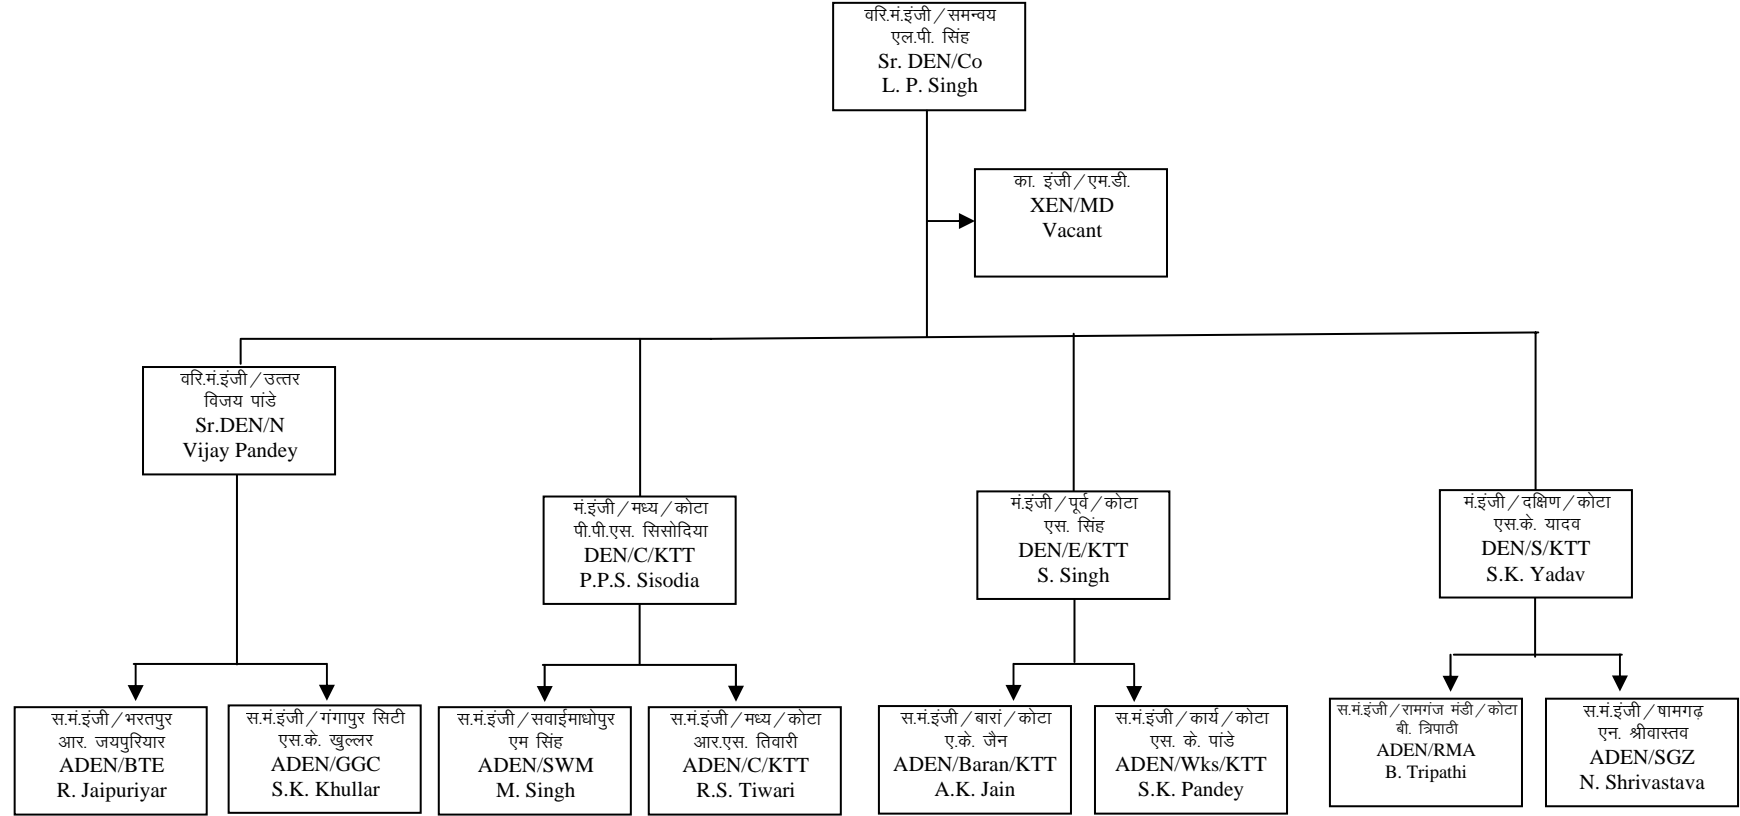 वरि.मं.इंजी/समन्वय
एल.पी. सिंह
Sr. DEN/Co
L. P. Singh
का. इंजी/एम.डी.
XEN/MD
Vacant
वरि.मं.इंजी/उत्तर
विजय पांडे
Sr.DEN/N
Vijay Pandey
मं.इंजी/मध्य/कोटा
पी.पी.एस. सिसोदिया
DEN/C/KTT
P.P.S. Sisodia
मं.इंजी/पूर्व/कोटा
एस. सिंह
DEN/E/KTT
S. Singh
मं.इंजी/दक्षिण/कोटा
एस.के. यादव
DEN/S/KTT
S.K. Yadav
स.मं.इंजी/भरतपुर
आर. जयपुरियार
ADEN/BTE
R. Jaipuriyar
स.मं.इंजी/गंगापुर सिटी
एस.के. खुल्लर
ADEN/GGC
S.K. Khullar
स.मं.इंजी/सवाईमाधोपुर
एम सिंह
ADEN/SWM
M. Singh
स.मं.इंजी/मध्य/कोटा
आर.एस. तिवारी
ADEN/C/KTT
R.S. Tiwari
स.मं.इंजी/बारां/कोटा
ए.के. जैन
ADEN/Baran/KTT
A.K. Jain
स.मं.इंजी/कार्य/कोटा
एस. के. पांडे
ADEN/Wks/KTT
S.K. Pandey
स.मं.इंजी/रामगंज मंडी/कोटा
बी. त्रिपाठी
ADEN/RMA
B. Tripathi
स.मं.इंजी/षामगढ़
एन. श्रीवास्तव
ADEN/SGZ
N. Shrivastava